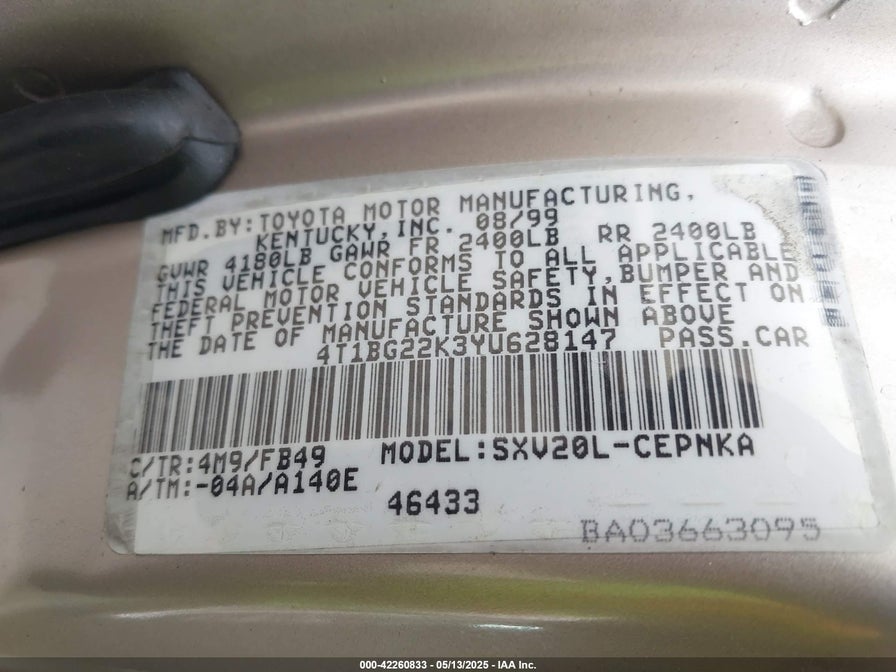 MFD.BY:TOYOTA MOTOR MANUFACTURING,
KENTUCKY,INC. 08/99
GVWR 4180LB GAWR FR 2400LB RR 2400LB
THIS VEHICLE CONFORMS TO ALL APPLICABLE
FEDERAL MOTOR VEHICLE SAFETY,BUMPER AND
THEFT PREVENTION STANDARDS IN EFFECT ON
THE DATE OF MANUFACTURE SHOWN ABOVE
4T1BG22K3YU628147 PASS.CAR
C/TR:4M9/FB49 MODEL:SXV20L-CEPNKA
A/TM:-04A/A140E
46433
BA03663095
000-42260833 - 05/13/2025 - IAA Inc.